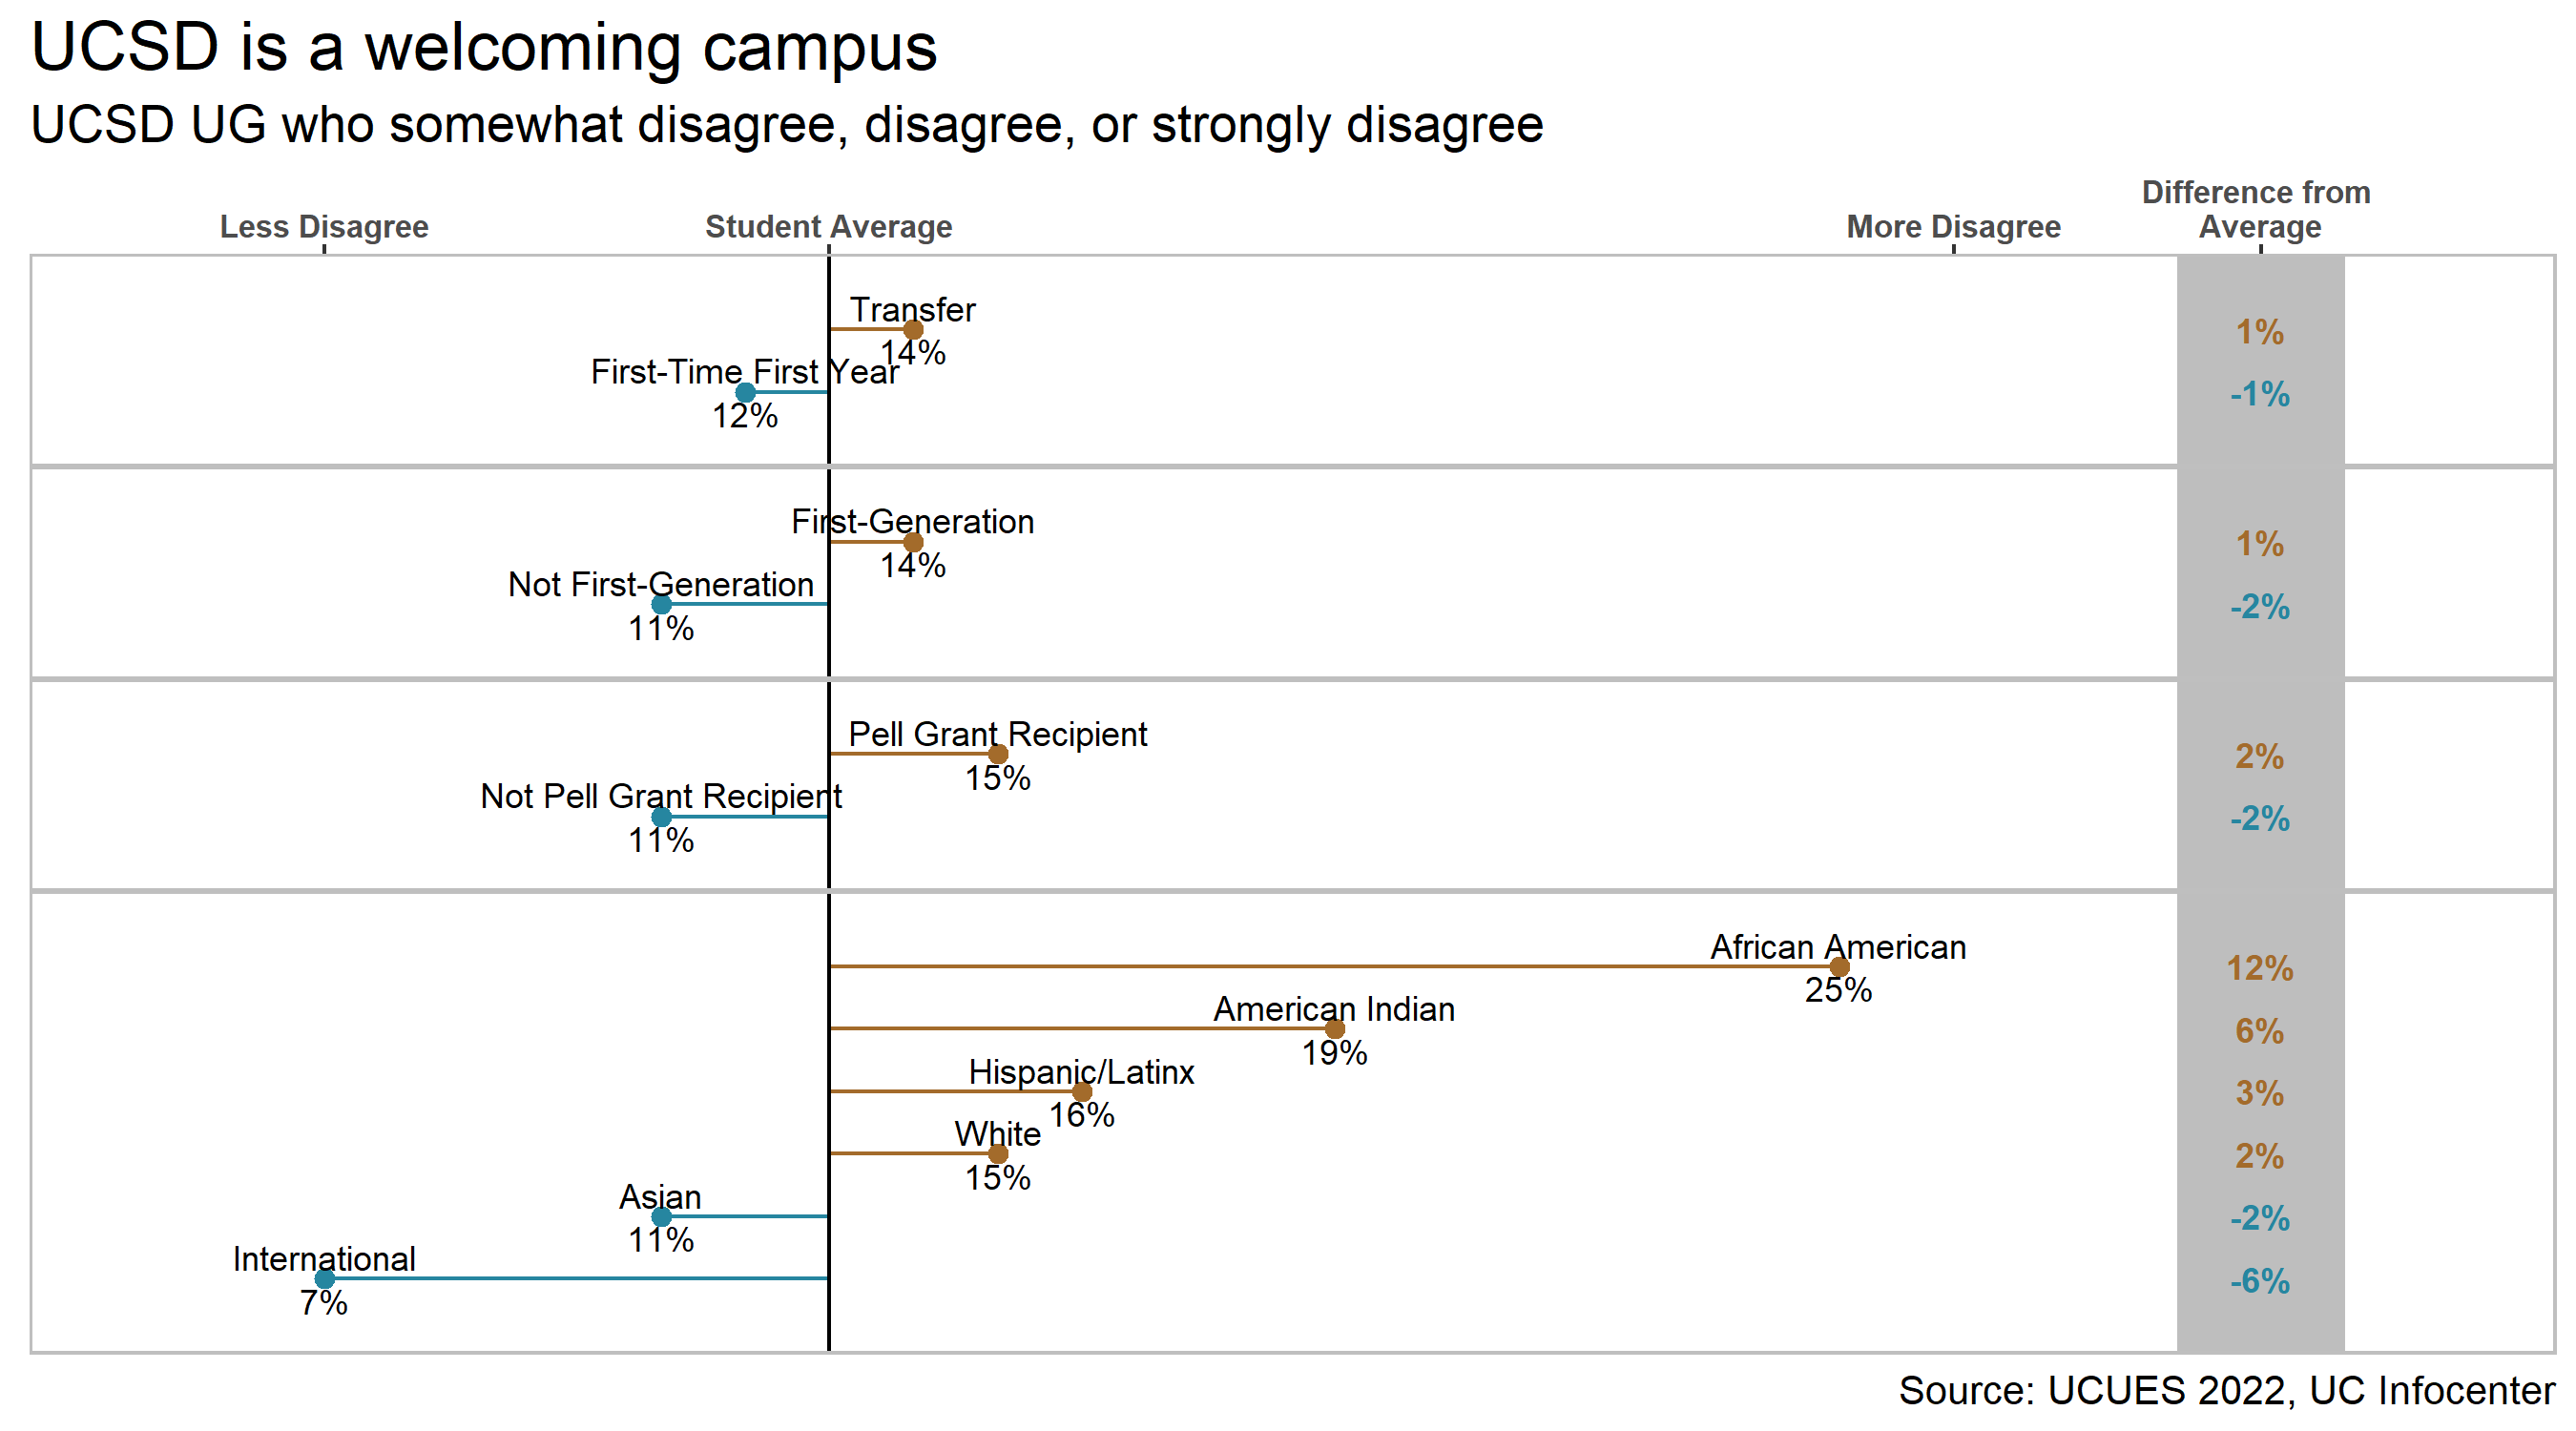 UCSD is a welcoming campus
UCSD UG who somewhat disagree, disagree, or strongly disagree
Less Disagree
Student Average
More Disagree
Difference from
Average
Transfer
14%
1%
First-Time First Year
12%
-1%
First-Generation
14%
1%
Not First-Generation
11%
-2%
Pell Grant Recipient
15%
2%
Not Pell Grant Recipient
11%
-2%
African American
25%
12%
American Indian
19%
6%
Hispanic/Latinx
16%
3%
White
15%
2%
Asian
11%
-2%
International
7%
-6%
Source: UCUES 2022, UC Infocenter